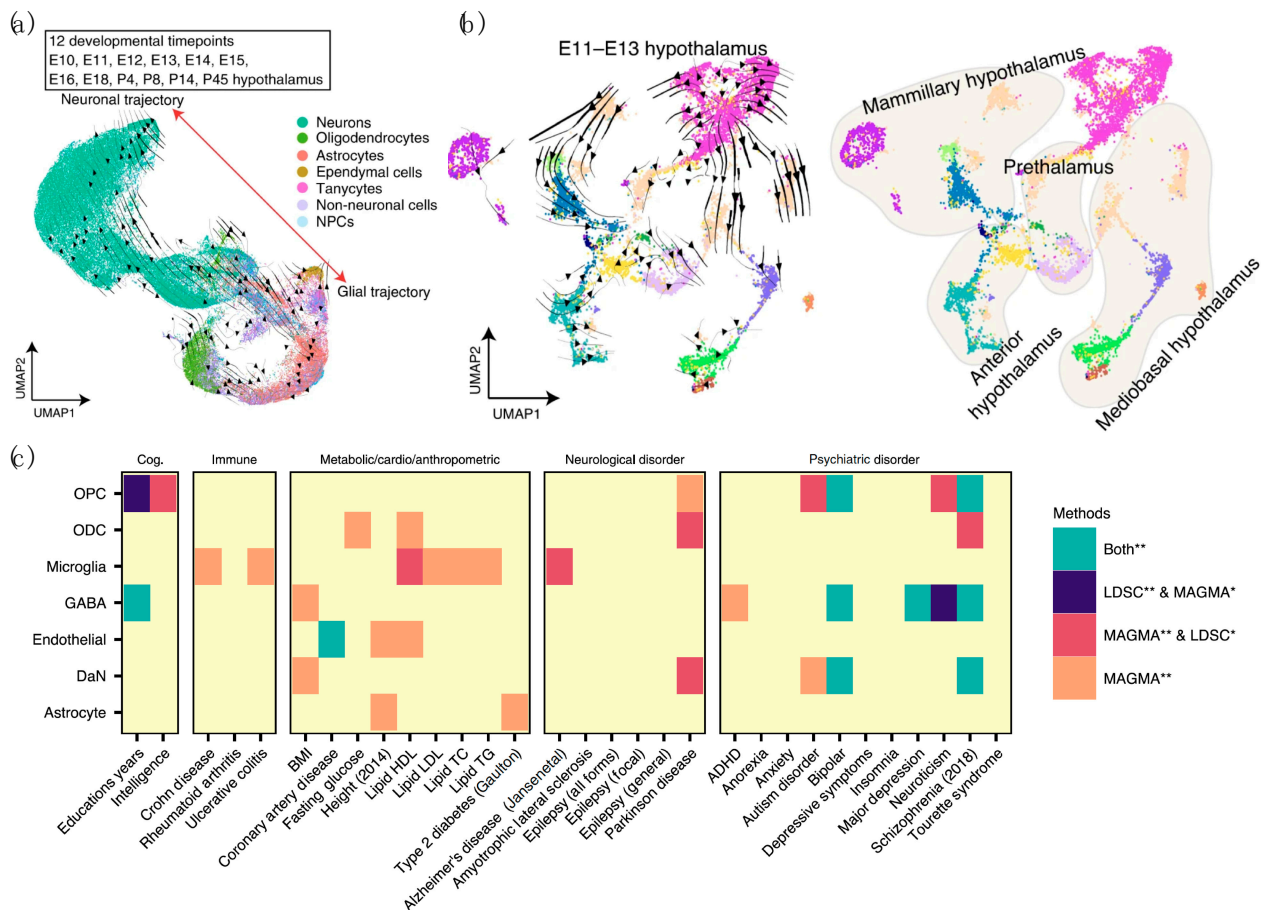 (a)
12 developmental timepoints
E10, E11, E12, E13, E14, E15,
E16, E18, P4, P8, P14, P45 hypothalamus
Neuronal trajectory
Neurons
Oligodendrocytes
Astrocytes
Ependymal cells
Tanycytes
Non-neuronal cells
NPCs
Glial trajectory
UMAP2
UMAP1
(b)
E11–E13 hypothalamus
UMAP2
UMAP1
Mammillary hypothalamus
Prethalamus
Anterior
hypothalamus
Mediobasal hypothalamus
(c)
Cog.
Immune
Metabolic/cardio/anthropometric
Neurological disorder
Psychiatric disorder
OPC
ODC
Microglia
GABA
Endothelial
DaN
Astrocyte
Educations years
Intelligence
Crohn disease
Rheumatoid arthritis
Ulcerative colitis
BMI
Coronary artery disease
Fasting glucose
Height (2014)
Lipid HDL
Lipid LDL
Lipid TC
Lipid TG
Type 2 diabetes (Gaulton)
Alzheimer's disease (Jansenetal)
Amyotrophic lateral sclerosis
Epilepsy (all forms)
Epilepsy (focal)
Epilepsy (general)
Parkinson disease
ADHD
Anorexia
Anxiety
Autism disorder
Bipolar
Depressive symptoms
Insomnia
Major depression
Neuroticism
Schizophrenia (2018)
Tourette syndrome
Methods
Both**
LDSC** & MAGMA*
MAGMA** & LDSC*
MAGMA**